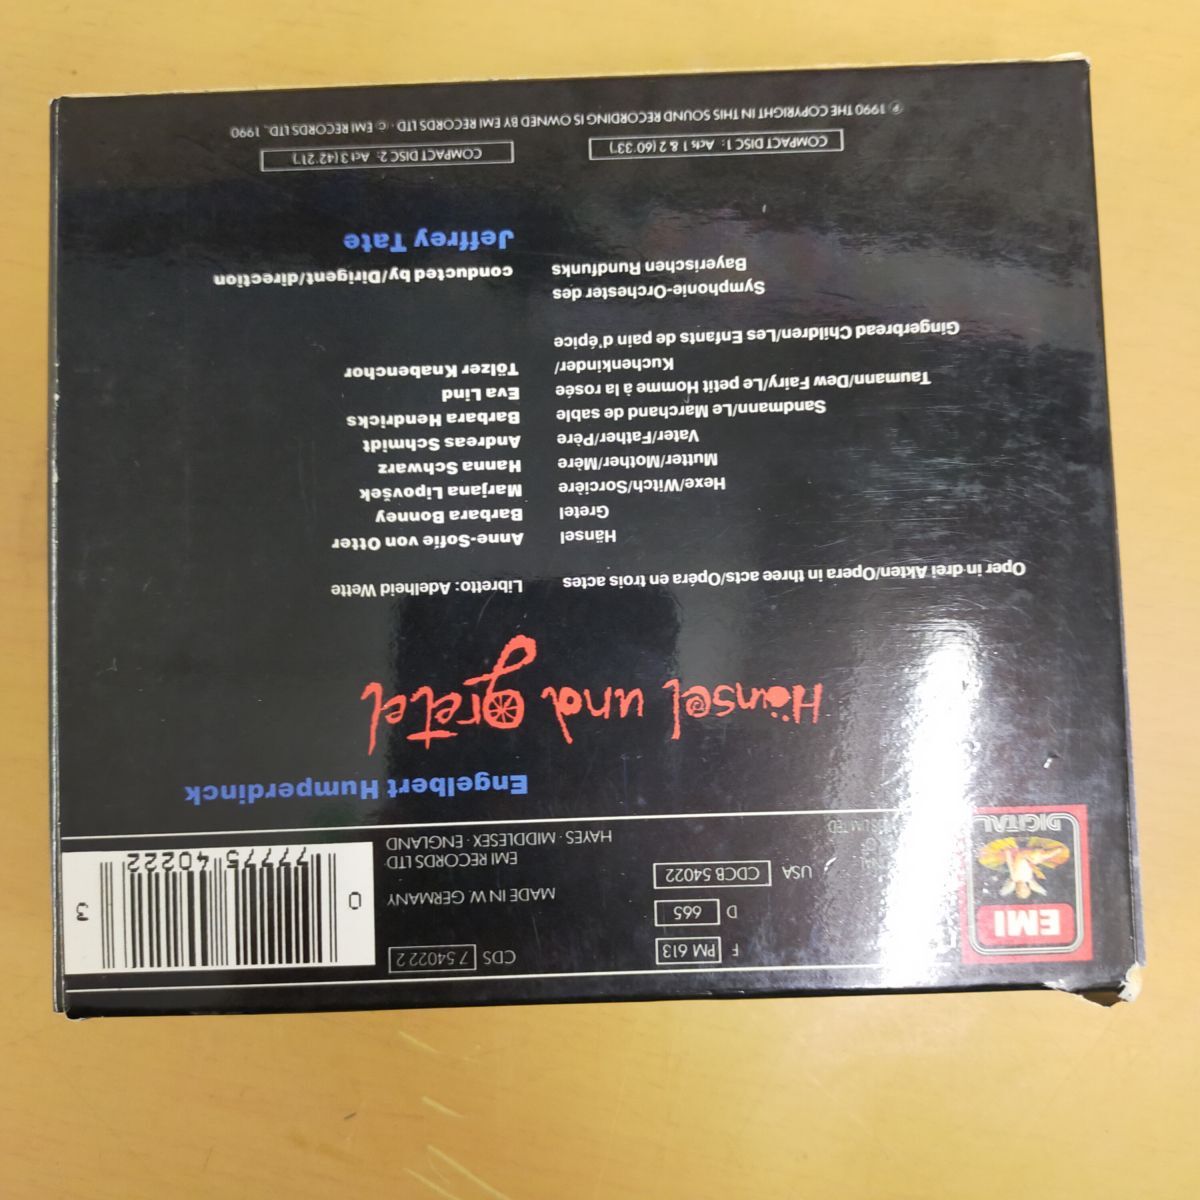 EMI
DIGITAL
F PM 613
D 665
USA CDCB 54022
CDS 7 54022 2
MADE IN W. GERMANY
EMI RECORDS LTD
HAYES · MIDDLESEX · ENGLAND
0 77775 40222 3
Engelbert Humperdinck
Hänsel und Gretel
Oper in drei Akten/Opera in three acts/Opéra en trois actes Libretto: Adelheid Wette
Hänsel Anne-Sofie von Otter
Gretel Barbara Bonney
Hexe/Witch/Sorcière Marjana Lipovšek
Mutter/Mother/Mère Hanna Schwarz
Vater/Father/Père Andreas Schmidt
Sandmann/Le Marchand de sable Barbara Hendricks
Taumann/Dew/Fairy/Le petit Homme à la rosée Eva Lind
Kuchenkinder/ Tölzer Knabenchor
Gingerbread Children/Les Enfants de pain d'épice
Symphonie-Orchester des
Bayerischen Rundfunks
conducted by/Dirigent/direction
Jeffrey Tate
COMPACT DISC 1: Acts 1 & 2 (60'33") COMPACT DISC 2: Act 3 (42'21")
℗ 1990 THE COPYRIGHT IN THIS SOUND RECORDING IS OWNED BY EMI RECORDS LTD · © EMI RECORDS LTD., 1990